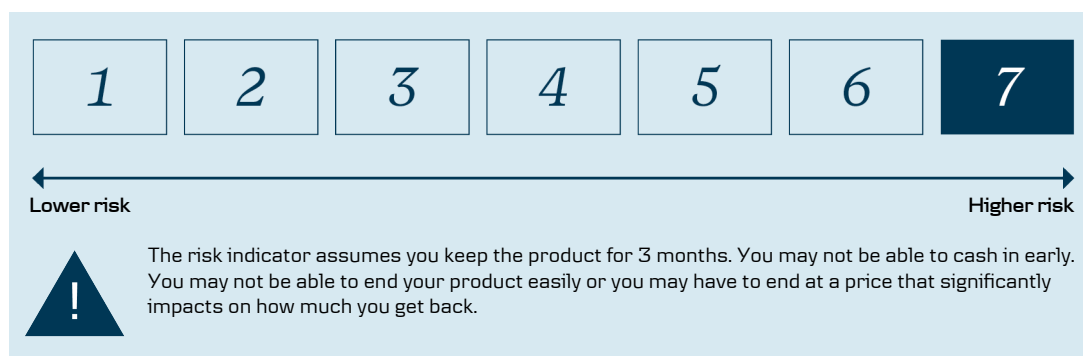 1 2 3 4 5 6 7
Lower risk Higher risk
! The risk indicator assumes you keep the product for 3 months. You may not be able to cash in early.
You may not be able to end your product easily or you may have to end at a price that significantly
impacts on how much you get back.